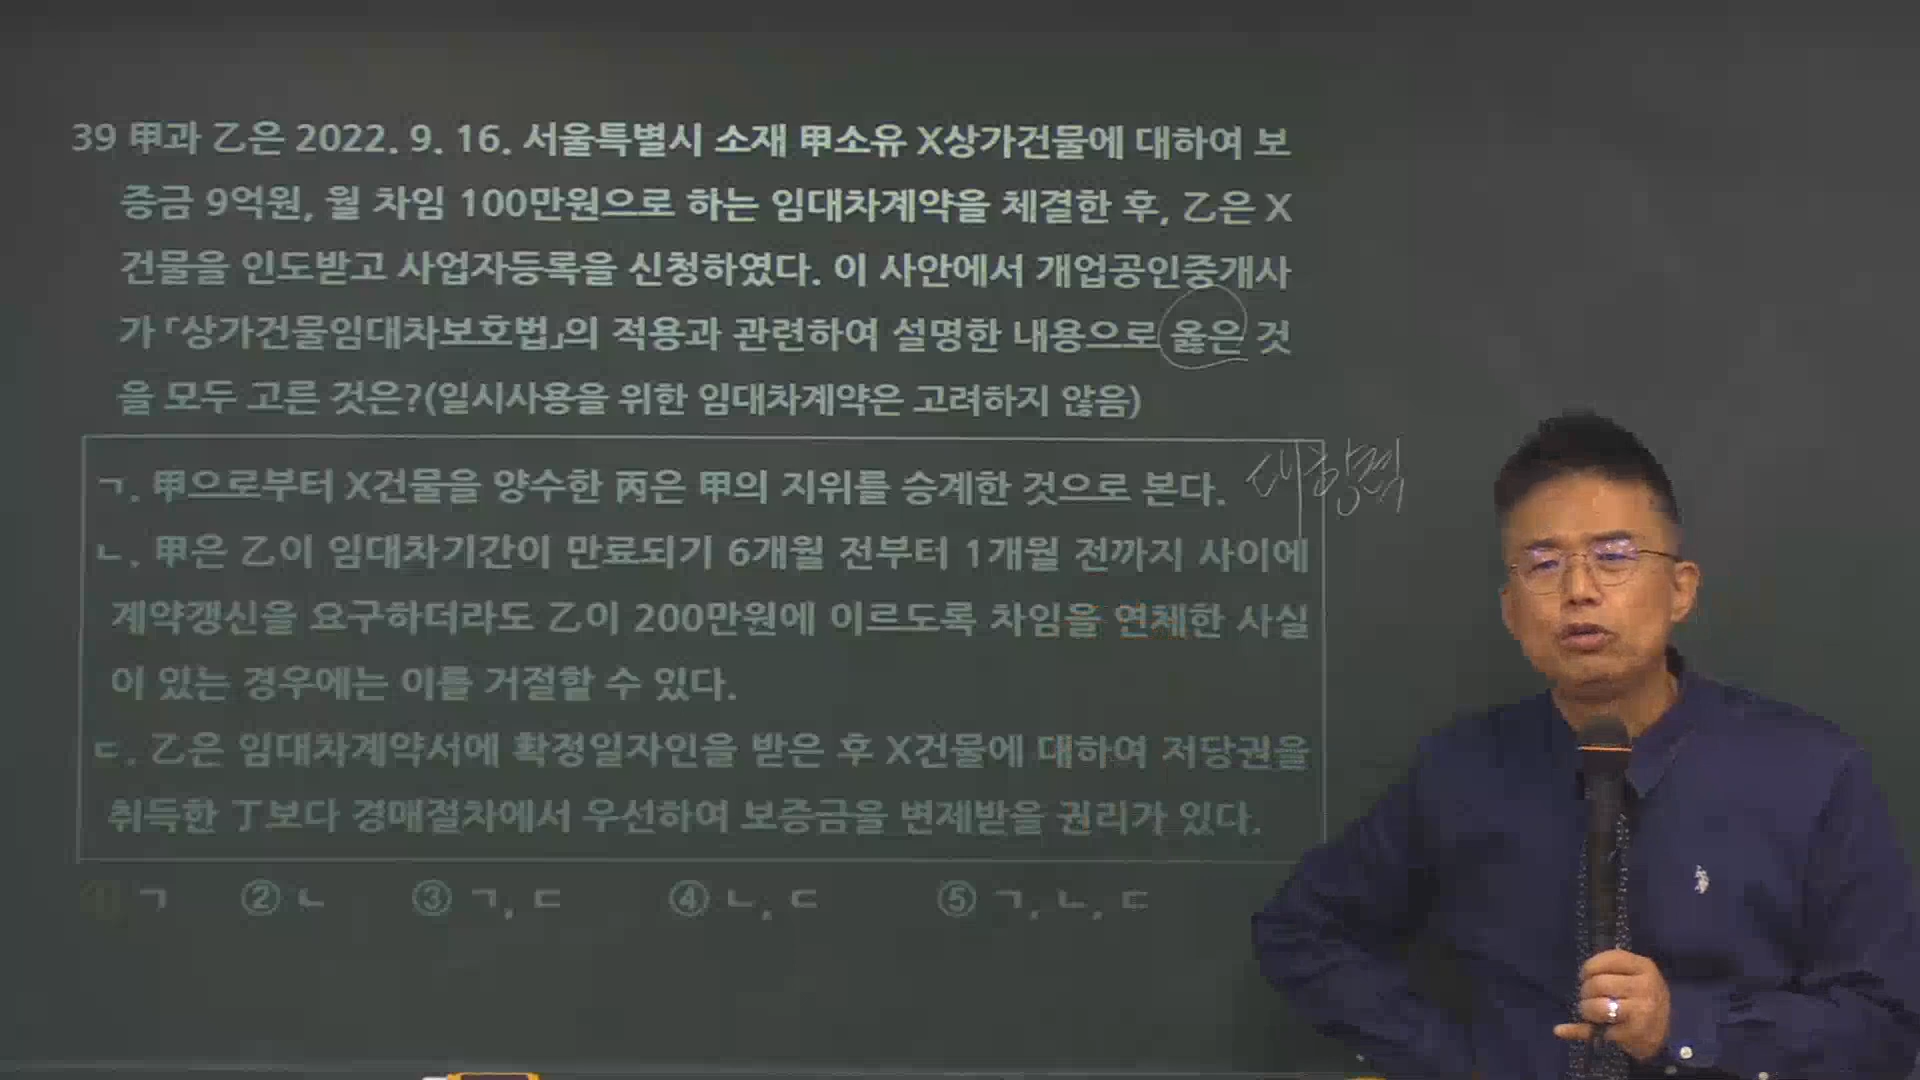 39 甲과 乙은 2022. 9. 16. 서울특별시 소재 甲소유 X상가건물에 대하여 보
증금 9억원, 월 차임 100만원으로 하는 임대차계약을 체결한 후, 乙은 X
건물을 인도받고 사업자등록을 신청하였다. 이 사안에서 개업공인중개사
가 「상가건물임대차보호법」의 적용과 관련하여 설명한 내용으로 옳은 것
을 모두 고른 것은?(일시사용을 위한 임대차계약은 고려하지 않음)
ㄱ. 甲으로부터 X건물을 양수한 丙은 甲의 지위를 승계한 것으로 본다. 대항력
ㄴ. 甲은 乙이 임대차기간이 만료되기 6개월 전부터 1개월 전까지 사이에
계약갱신을 요구하더라도 乙이 200만원에 이르도록 차임을 연체한 사실
이 있는 경우에는 이를 거절할 수 있다.
ㄷ. 乙은 임대차계약서에 확정일자인을 받은 후 X건물에 대하여 저당권을
취득한 丁보다 경매절차에서 우선하여 보증금을 변제받을 권리가 있다.
① ㄱ ② ㄴ ③ ㄱ, ㄷ ④ ㄴ, ㄷ ⑤ ㄱ, ㄴ, ㄷ